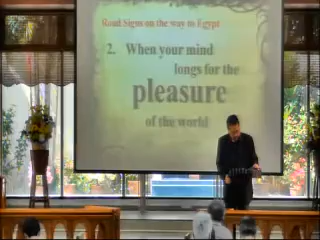 Road Signs on the way to Egypt
2. When your mind
longs for the
pleasure
of the world